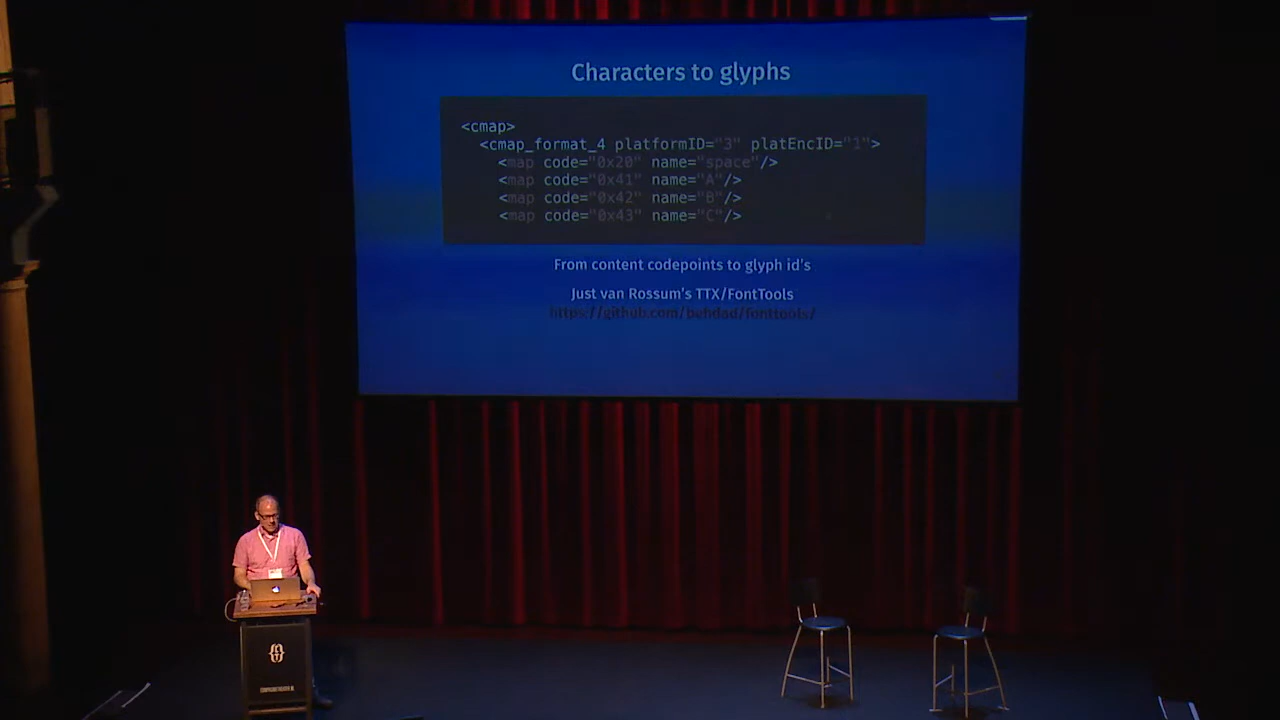 Characters to glyphs
<cmap>
<cmap_format_4 platformID="3" platEncID="1">
<map code="0x20" name="space"/>
<map code="0x41" name="A"/>
<map code="0x42" name="B"/>
<map code="0x43" name="C"/>
From content codepoints to glyph id's
Just van Rossum's TTX/FontTools
https://github.com/behdad/fonttools/